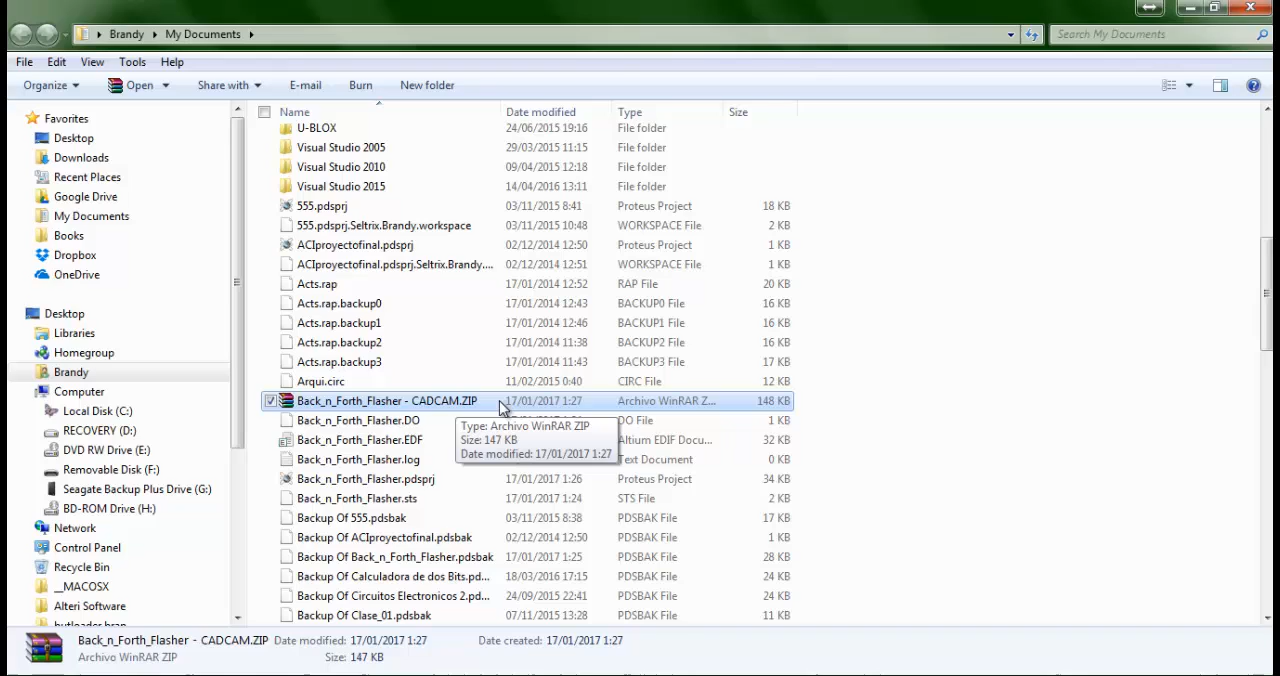 Brandy My Documents
Search My Documents
File Edit View Tools Help
Organize Open Share with E-mail Burn New folder
Favorites
Desktop
Downloads
Recent Places
Google Drive
My Documents
Books
Dropbox
OneDrive
Desktop
Libraries
Homegroup
Brandy
Computer
Local Disk (C:)
RECOVERY (D:)
DVD RW Drive (E:)
Removable Disk (F:)
Seagate Backup Plus Drive (G:)
BD-ROM Drive (H:)
Network
Control Panel
Recycle Bin
__MACOSX
Alteri Software
Name Date modified Type Size
U-BLOX 24/06/2015 19:16 File folder
Visual Studio 2005 29/03/2015 11:15 File folder
Visual Studio 2010 09/04/2015 12:18 File folder
Visual Studio 2015 14/04/2016 13:11 File folder
555.pdsprj 03/11/2015 8:41 Proteus Project 18 KB
555.pdsprj.Seltrix.Brandy.workspace 03/11/2015 10:48 WORKSPACE File 2 KB
ACIproyectofinal.pdsprj 02/12/2014 12:50 Proteus Project 1 KB
ACIproyectofinal.pdsprj.Seltrix.Brandy.... 02/12/2014 12:51 WORKSPACE File 1 KB
Acts.rap 17/01/2014 12:52 RAP File 20 KB
Acts.rap.backup0 17/01/2014 12:43 BACKUP0 File 16 KB
Acts.rap.backup1 17/01/2014 12:46 BACKUP1 File 16 KB
Acts.rap.backup2 17/01/2014 11:38 BACKUP2 File 16 KB
Acts.rap.backup3 17/01/2014 11:43 BACKUP3 File 17 KB
Arqui.circ 11/02/2015 0:40 CIRC File 12 KB
Back_n_Forth_Flasher - CADCAM.ZIP 17/01/2017 1:27 Archivo WinRAR Z... 148 KB
Back_n_Forth_Flasher.DO DO File 1 KB
Back_n_Forth_Flasher.EDF Altium EDIF Docu... 32 KB
Back_n_Forth_Flasher.log Text Document 0 KB
Back_n_Forth_Flasher.pdsprj 17/01/2017 1:26 Proteus Project 34 KB
Back_n_Forth_Flasher.sts 17/01/2017 1:24 STS File 2 KB
Backup Of 555.pdsbak 03/11/2015 8:38 PDSBAK File 17 KB
Backup Of ACIproyectofinal.pdsbak 02/12/2014 12:50 PDSBAK File 1 KB
Backup Of Back_n_Forth_Flasher.pdsbak 17/01/2017 1:25 PDSBAK File 28 KB
Backup Of Calculadora de dos Bits.pd... 18/03/2016 17:15 PDSBAK File 24 KB
Backup Of Circuitos Electronicos 2.pd... 24/09/2015 22:41 PDSBAK File 24 KB
Backup Of Clase_01.pdsbak 07/11/2015 13:28 PDSBAK File 11 KB
Type: Archivo WinRAR ZIP
Size: 147 KB
Date modified: 17/01/2017 1:27
Back_n_Forth_Flasher - CADCAM.ZIP Date modified: 17/01/2017 1:27 Date created: 17/01/2017 1:27
Archivo WinRAR ZIP Size: 147 KB